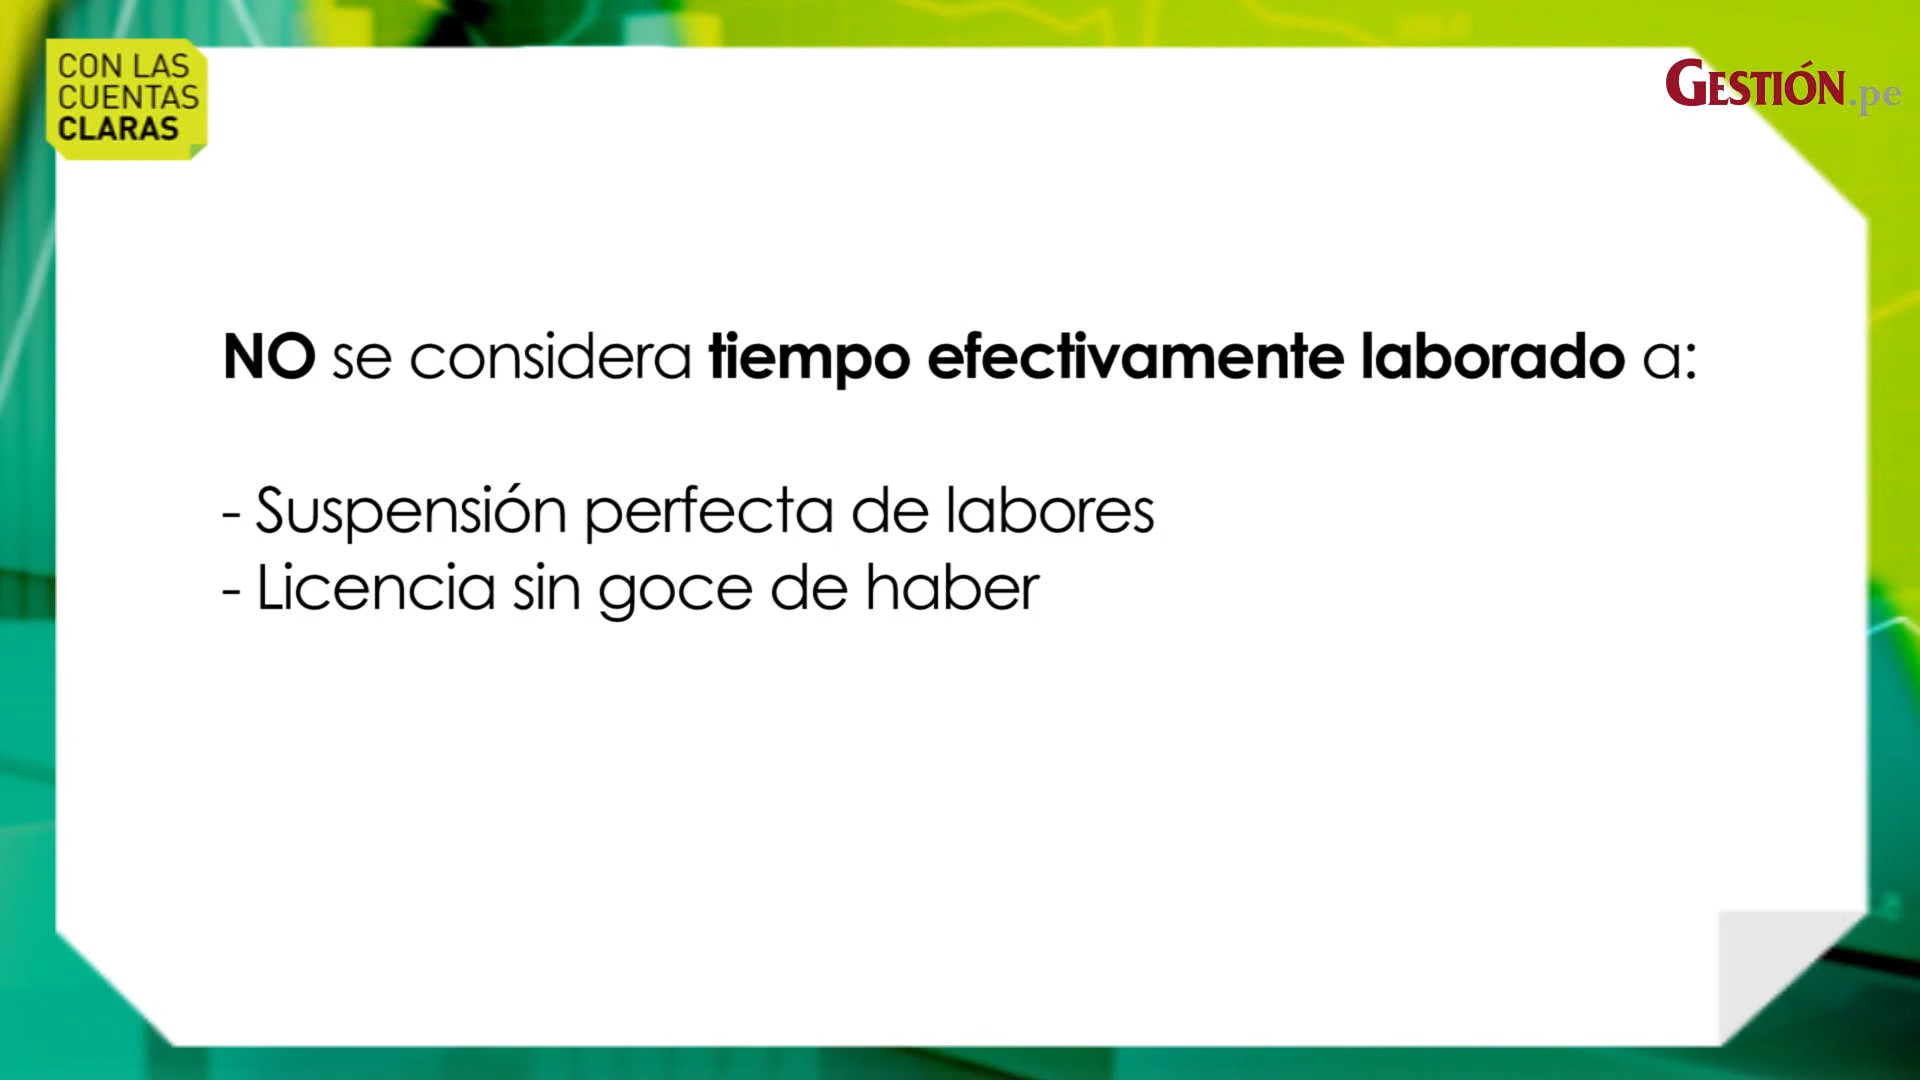 CON LAS
CUENTAS
CLARAS
GESTIÓN.pe
NO se considera tiempo efectivamente laborado a:
- Suspensión perfecta de labores
- Licencia sin goce de haber